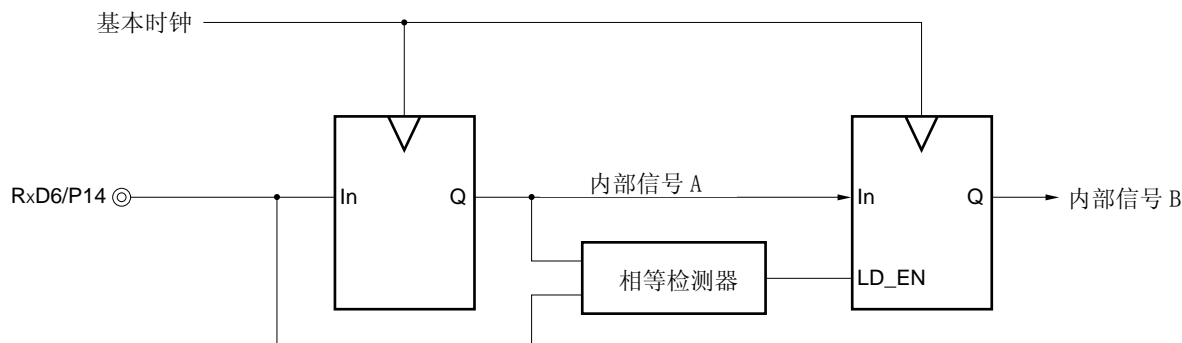 基本时钟
RxD6/P14
In
Q
内部信号 A
In
Q
内部信号 B
相等检测器
LD_EN